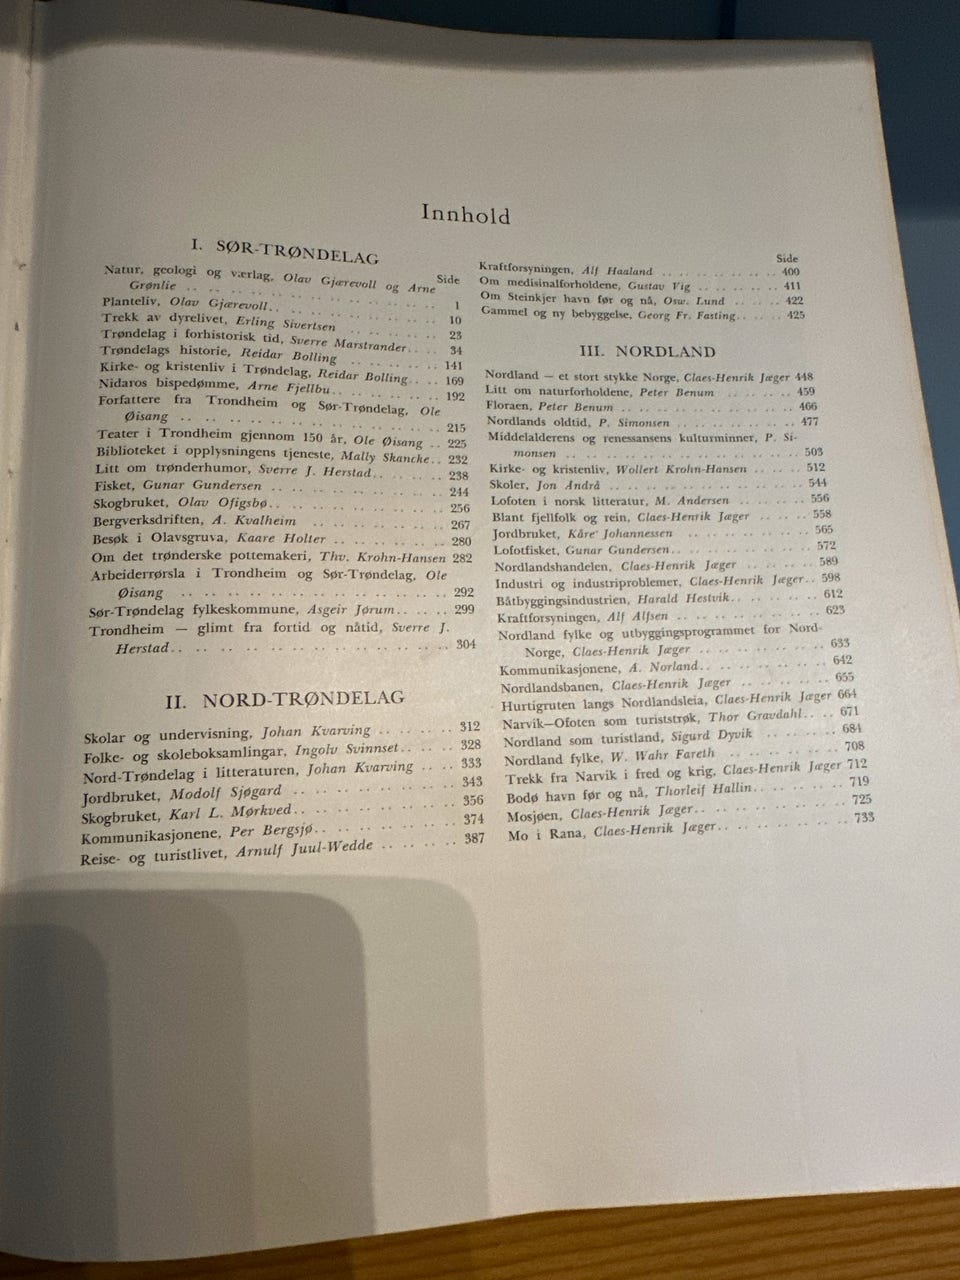 Innhold
I. SØR-TRØNDELAG
Side
Natur, geologi og værlag, Olav Gjærevoll og Arne
Grønlie .. .. .. .. .. .. .. .. .. .. .. 1
Planteliv, Olav Gjærevoll.. .. .. .. .. .. .. 10
Trekk av dyrelivet, Erling Sivertsen .. .. .. .. 23
Trøndelag i forhistorisk tid, Sverre Marstrander.. .. 34
Trøndelags historie, Reidar Bolling .. .. .. .. 141
Kirke- og kristenliv i Trøndelag, Reidar Bolling.. .. 169
Nidaros bispedømme, Arne Fjellbu.. .. .. .. .. 192
Forfattere fra Trondheim og Sør-Trøndelag, Ole
Øisang .. .. .. .. .. .. .. .. .. .. .. 215
Teater i Trondheim gjennom 150 år, Ole Øisang .. 225
Biblioteket i opplysningens tjeneste, Mally Skancke.. 232
Litt om trønderhumor, Sverre J. Herstad.. .. .. .. 238
Fisket, Gunar Gundersen .. .. .. .. .. .. .. 244
Skogbruket, Olav Ofigsbø.. .. .. .. .. .. .. 256
Bergverksdriften, A. Kvalheim .. .. .. .. .. 267
Besøk i Olavsgruva, Kaare Holter .. .. .. .. .. 280
Om det trønderske pottemakeri, Thv. Krohn-Hansen 282
Arbeiderrørsla i Trondheim og Sør-Trøndelag, Ole
Øisang .. .. .. .. .. .. .. .. .. .. .. 292
Sør-Trøndelag fylkeskommune, Asgeir Jørum.. .. .. 299
Trondheim — glimt fra fortid og nåtid, Sverre J.
Herstad.. .. .. .. .. .. .. .. .. .. .. 304
II. NORD-TRØNDELAG
Skolar og undervisning, Johan Kvarving .. .. .. .. 312
Folke- og skoleboksamlingar, Ingolv Svinnset.. .. .. 328
Nord-Trøndelag i litteraturen, Johan Kvarving .. .. 333
Jordbruket, Modolf Sjøgard .. .. .. .. .. .. 343
Skogbruket, Karl L. Mørkved.. .. .. .. .. .. 356
Kommunikasjonene, Per Bergsjø.. .. .. .. .. .. 374
Reise- og turistlivet, Arnulf Juul-Wedde .. .. .. .. 387
Side
Kraftforsyningen, Alf Haaland .. .. .. .. .. .. 400
Om medisinalforholdene, Gustav Vig .. .. .. .. 411
Om Steinkjer havn før og nå, Osw. Lund .. .. .. 422
Gammel og ny bebyggelse, Georg Fr. Fasting.. .. .. 425
III. NORDLAND
Nordland — et stort stykke Norge, Claes-Henrik Jæger 448
Litt om naturforholdene, Peter Benum .. .. .. .. 459
Floraen, Peter Benum .. .. .. .. .. .. .. .. 466
Nordlands oldtid, P. Simonsen .. .. .. .. .. .. 477
Middelalderens og renessansens kulturminner, P. Si-
monsen .. .. .. .. .. .. .. .. .. .. 503
Kirke- og kristenliv, Wollert Krohn-Hansen .. .. .. 512
Skoler, Jon Andrå .. .. .. .. .. .. .. .. 544
Lofoten i norsk litteratur, M. Andersen .. .. .. .. 556
Blant fjellfolk og rein, Claes-Henrik Jæger .. .. .. 558
Jordbruket, Kåre Johannessen .. .. .. .. .. .. 565
Lofotfisket, Gunar Gundersen.. .. .. .. .. .. .. 572
Nordlandshandelen, Claes-Henrik Jæger .. .. .. .. 589
Industri og industriproblemer, Claes-Henrik Jæger.. .. 598
Båtbyggingsindustrien, Harald Hestvik.. .. .. .. .. 612
Kraftforsyningen, Alf Alfsen .. .. .. .. .. .. 623
Nordland fylke og utbyggingsprogrammet for Nord-
Norge, Claes-Henrik Jæger .. .. .. .. .. .. 633
Kommunikasjonene, A. Norland.. .. .. .. .. .. 642
Nordlandsbanen, Claes-Henrik Jæger .. .. .. .. .. 655
Hurtigruten langs Nordlandsleia, Claes-Henrik Jæger 664
Narvik—Ofoten som turiststrøk, Thor Gravdahl.. .. 671
Nordland som turistland, Sigurd Dyvik .. .. .. .. 684
Nordland fylke, W. Wahr Fareth .. .. .. .. .. 708
Trekk fra Narvik i fred og krig, Claes-Henrik Jæger 712
Bodø havn før og nå, Thorleif Hallin.. .. .. .. .. 719
Mosjøen, Claes-Henrik Jæger.. .. .. .. .. .. .. 725
Mo i Rana, Claes-Henrik Jæger.. .. .. .. .. .. 733